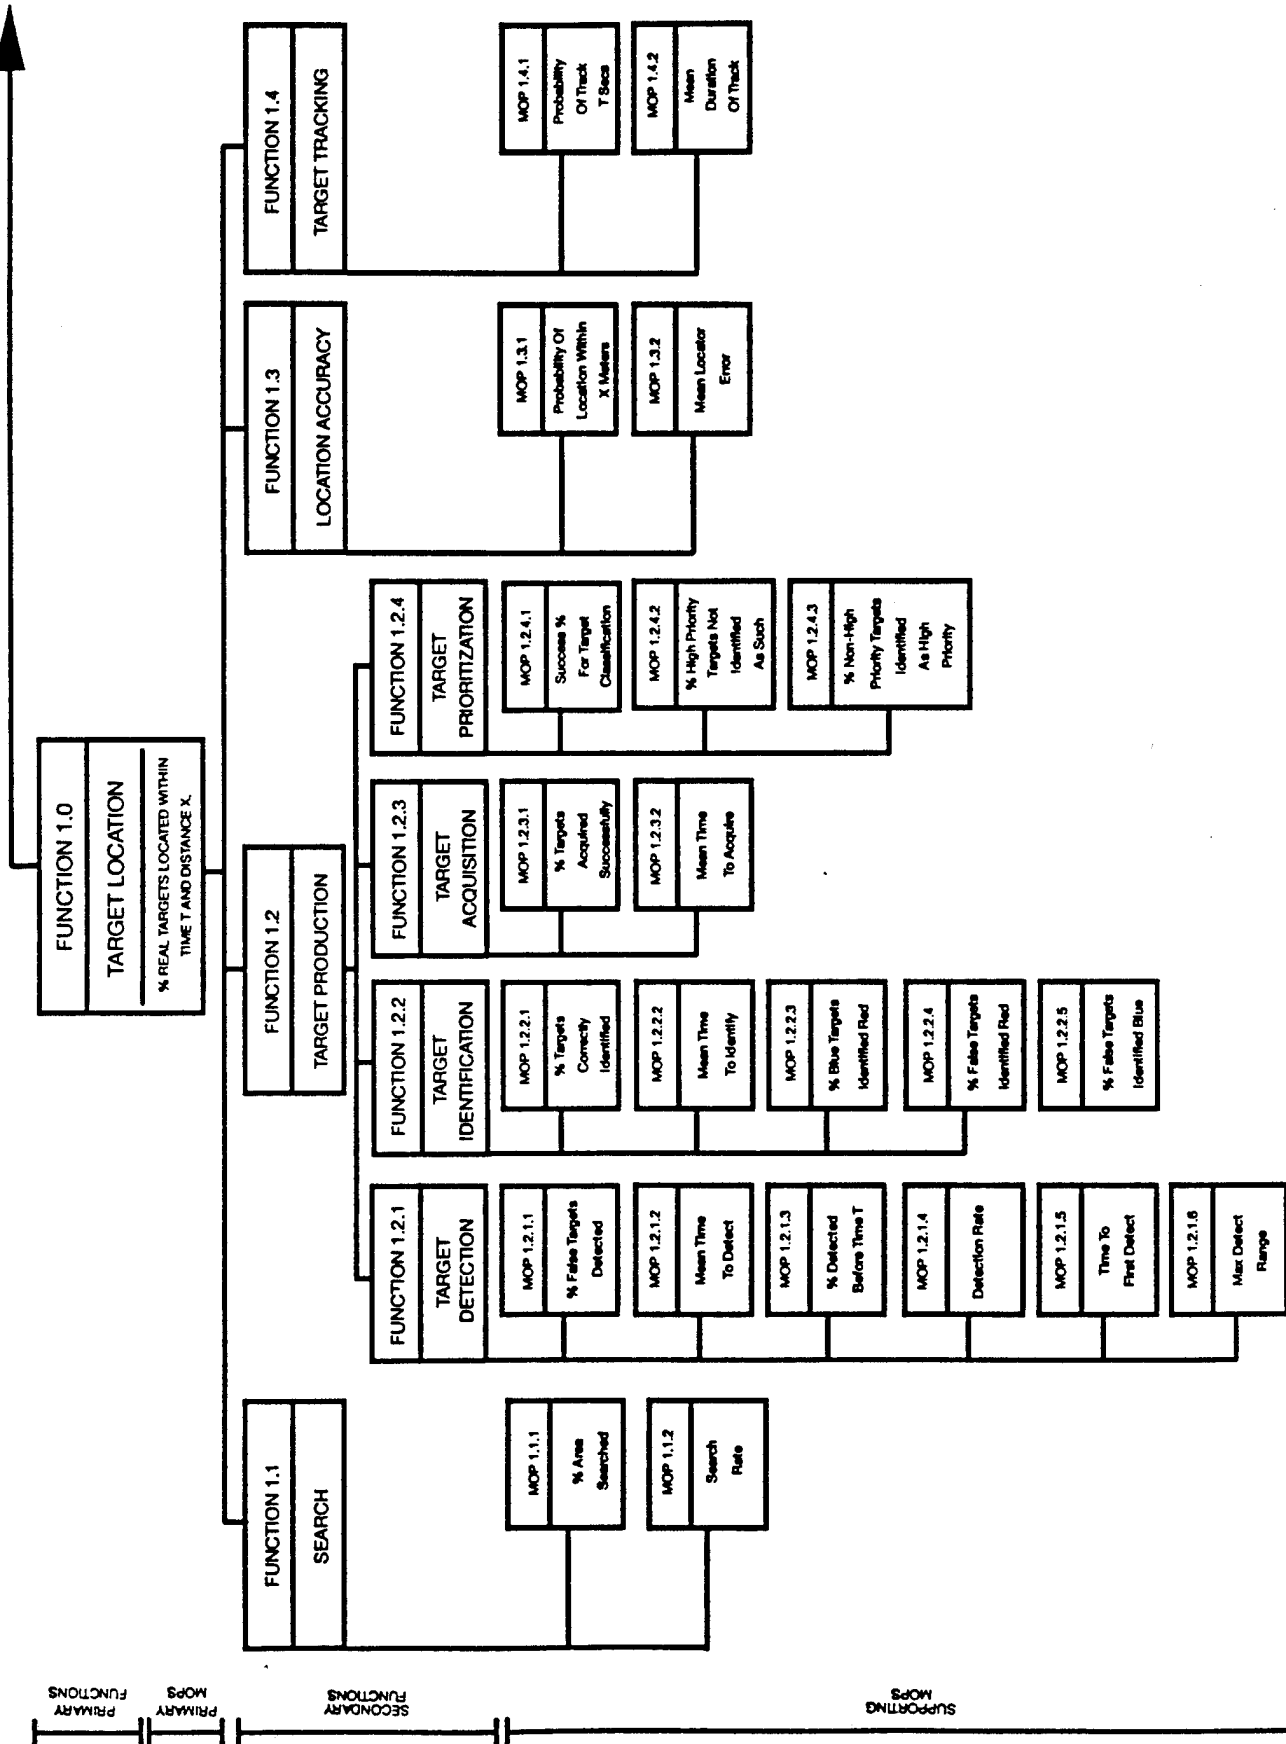 PRIMARY
FUNCTIONS
PRIMARY
MOPS
SECONDARY
FUNCTIONS
SUPPORTING
MOPS
FUNCTION 1.0
TARGET LOCATION
% REAL TARGETS LOCATED WITHIN
TIME T AND DISTANCE X.
FUNCTION 1.1
SEARCH
MOP 1.1.1
% Area
Searched
MOP 1.1.2
Search
Rate
FUNCTION 1.2
TARGET PRODUCTION
FUNCTION 1.2.1
TARGET
DETECTION
MOP 1.2.1.1
% False Targets
Detected
MOP 1.2.1.2
Mean Time
To Detect
MOP 1.2.1.3
% Detected
Before Time T
MOP 1.2.1.4
Detection Rate
MOP 1.2.1.5
Time To
First Detect
MOP 1.2.1.6
Max Detect
Range
FUNCTION 1.2.2
TARGET
IDENTIFICATION
MOP 1.2.2.1
% Targets
Correctly
Identified
MOP 1.2.2.2
Mean Time
To Identify
MOP 1.2.2.3
% Blue Targets
Identified Red
MOP 1.2.2.4
% False Targets
Identified Red
MOP 1.2.2.5
% False Targets
Identified Blue
FUNCTION 1.2.3
TARGET
ACQUISITION
MOP 1.2.3.1
% Targets
Acquired
Successfully
MOP 1.2.3.2
Mean Time
To Acquire
FUNCTION 1.2.4
TARGET
PRIORITIZATION
MOP 1.2.4.1
Success %
For Target
Classification
MOP 1.2.4.2
% High Priority
Targets Not
Identified
As Such
MOP 1.2.4.3
% Non-High
Priority Targets
Identified
As High
Priority
FUNCTION 1.3
LOCATION ACCURACY
MOP 1.3.1
Probability Of
Location Within
X Meters
MOP 1.3.2
Mean Locator
Error
FUNCTION 1.4
TARGET TRACKING
MOP 1.4.1
Probability
Of Track
T Secs
MOP 1.4.2
Mean
Duration
Of Track